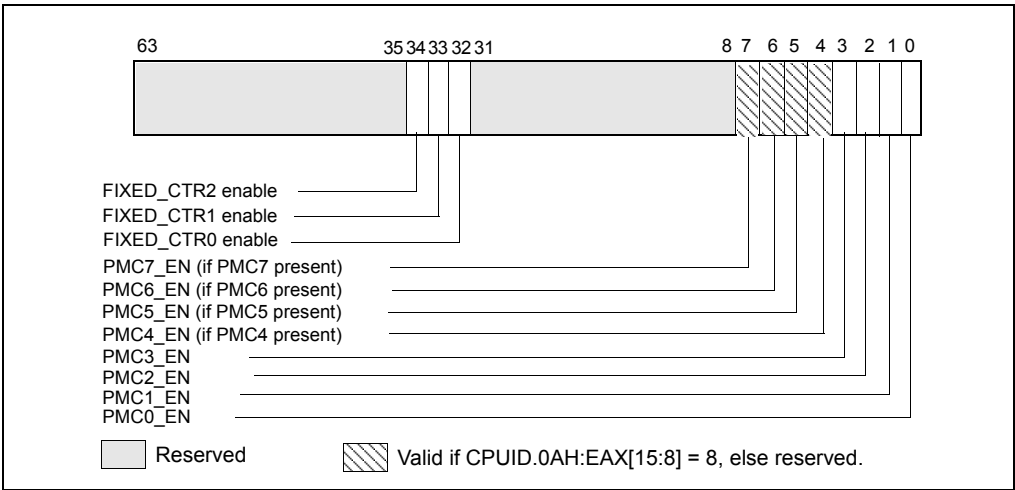 63 35 34 33 32 31 8 7 6 5 4 3 2 1 0
FIXED_CTR2 enable
FIXED_CTR1 enable
FIXED_CTR0 enable
PMC7_EN (if PMC7 present)
PMC6_EN (if PMC6 present)
PMC5_EN (if PMC5 present)
PMC4_EN (if PMC4 present)
PMC3_EN
PMC2_EN
PMC1_EN
PMC0_EN
Reserved
Valid if CPUID.0AH:EAX[15:8] = 8, else reserved.